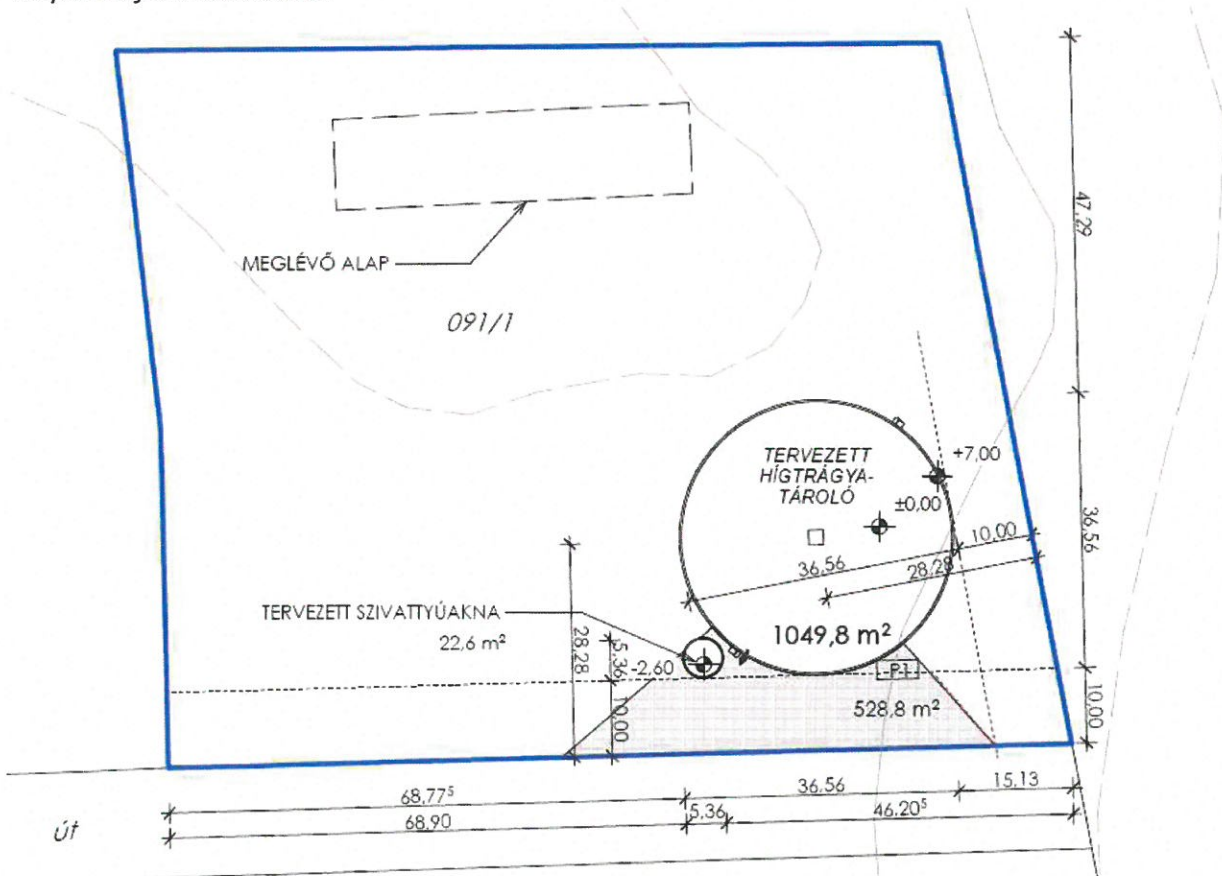 47,29
MEGLÉVŐ ALAP
091/1
TERVEZETT
HÍGTRÁGYA-
TÁROLÓ
+7,00
±0,00
36,56
10,00
36,56
28,28
TERVEZETT SZIVATTYÚAKNA
22,6 m²
1049,8 m²
28,28
5,36
-2,60
P1
10,00
528,8 m²
10,00
68,77⁵
36,56
15,13
út
68,90
5,36
46,20⁵